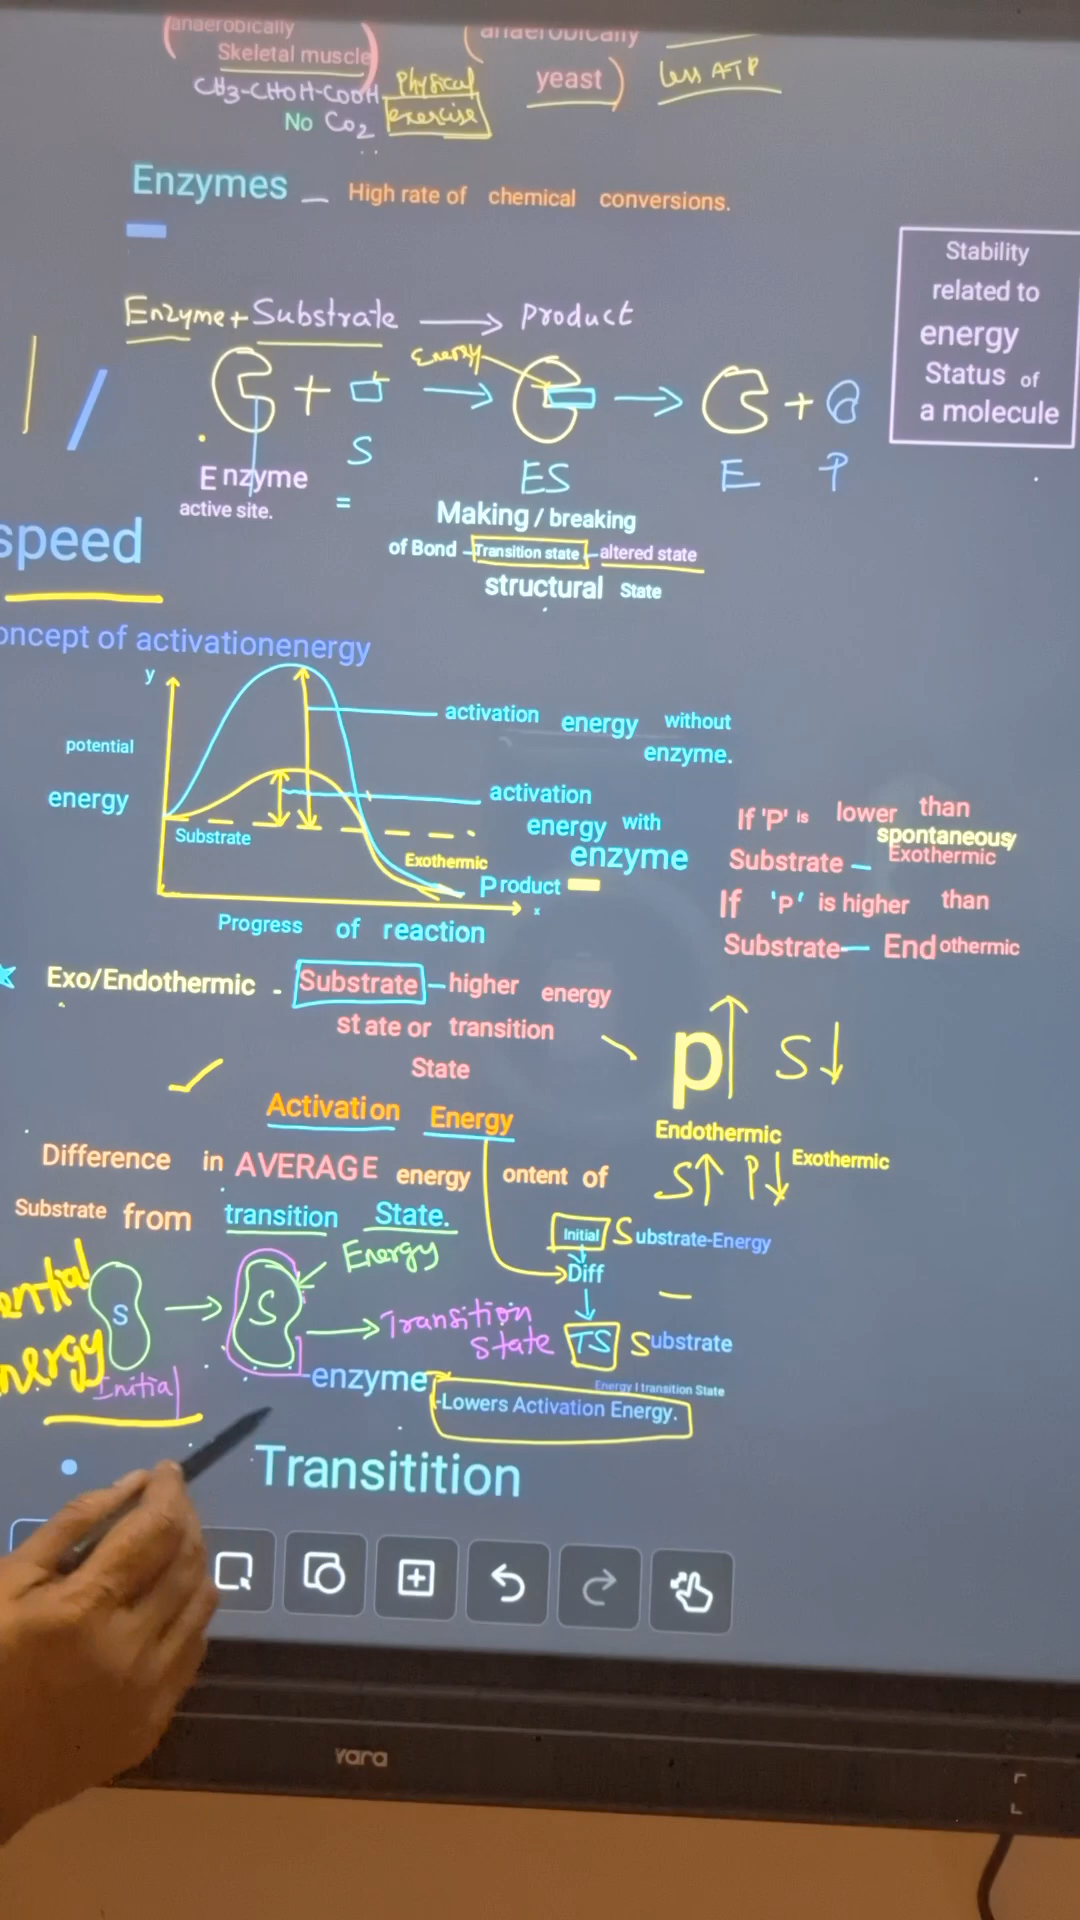 anaerobically
Skeletal muscle
anaerobically
yeast
less ATP
CH3-CHOH-COOH
Physical
exercise
No CO2
Enzymes – High rate of chemical conversions.
Stability
related to
energy
Status of
a molecule
Enzyme + Substrate → Product
Energy
+ → → +
S
ES
E P
Enzyme
active site.
=
Making / breaking
of Bond – Transition state – altered state
structural State
speed
oncept of activationenergy
y
potential
energy
activation energy without
enzyme.
activation
energy with
enzyme
Substrate
Exothermic
Product
x
Progress of reaction
If 'P' is lower than
spontaneous/
Substrate – Exothermic
If 'P' is higher than
Substrate – Endothermic
Exo/Endothermic - Substrate – higher energy
state or transition
State
P↑ S↓
Endothermic
S↑ P↓ Exothermic
Activation Energy
Difference in AVERAGE energy ontent of
Substrate from transition State.
Initial Substrate-Energy
Diff
TS Substrate
Energy
ential
nergy
S → S
→ Transition
State
Initial
Energy I transition State
enzyme
-Lowers Activation Energy.
Transitition
yara